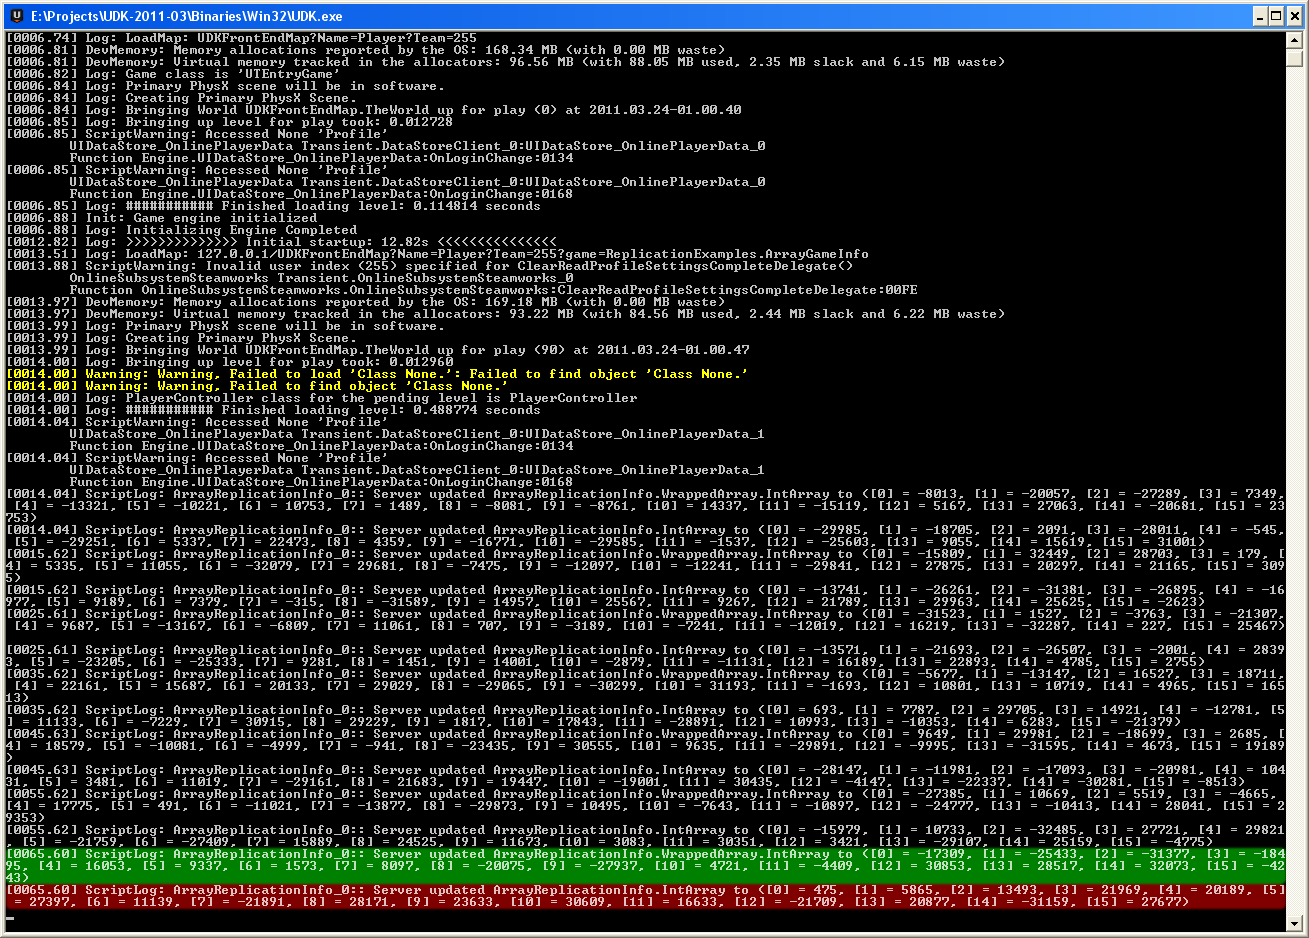 E:\Projects\UDK-2011-03\Binaries\Win32\UDK.exe
[0006.74] Log: LoadMap: UDKFrontEndMap?Name=Player?Team=255
[0006.81] DevMemory: Memory allocations reported by the OS: 168.34 MB (with 0.00 MB waste)
[0006.81] DevMemory: Virtual memory tracked in the allocators: 96.56 MB (with 88.05 MB used, 2.35 MB slack and 6.15 MB waste)
[0006.82] Log: Game class is 'UTEntryGame'
[0006.84] Log: Primary PhysX scene will be in software.
[0006.84] Log: Creating Primary PhysX Scene.
[0006.84] Log: Bringing World UDKFrontEndMap.TheWorld up for play (0) at 2011.03.24-01.00.40
[0006.85] Log: Bringing up level for play took: 0.012728
[0006.85] ScriptWarning: Accessed None 'Profile'
UIDataStore_OnlinePlayerData Transient.DataStoreClient_0:UIDataStore_OnlinePlayerData_0
Function Engine.UIDataStore_OnlinePlayerData:OnLoginChange:0134
[0006.85] ScriptWarning: Accessed None 'Profile'
UIDataStore_OnlinePlayerData Transient.DataStoreClient_0:UIDataStore_OnlinePlayerData_0
Function Engine.UIDataStore_OnlinePlayerData:OnLoginChange:0168
[0006.85] Log: ########### Finished loading level: 0.114814 seconds
[0006.88] Init: Game engine initialized
[0006.88] Log: Initializing Engine Completed
[0012.82] Log: >>>>>>>>>>>>>> Initial startup: 12.82s <<<<<<<<<<<<<<<
[0013.51] Log: LoadMap: 127.0.0.1/UDKFrontEndMap?Name=Player?Team=255?game=ReplicationExamples.ArrayGameInfo
[0013.88] ScriptWarning: Invalid user index (255) specified for ClearReadProfileSettingsCompleteDelegate()
OnlineSubsystemSteamworks Transient.OnlineSubsystemSteamworks_0
Function OnlineSubsystemSteamworks.OnlineSubsystemSteamworks:ClearReadProfileSettingsCompleteDelegate:00FE
[0013.97] DevMemory: Memory allocations reported by the OS: 169.18 MB (with 0.00 MB waste)
[0013.97] DevMemory: Virtual memory tracked in the allocators: 93.22 MB (with 84.56 MB used, 2.44 MB slack and 6.22 MB waste)
[0013.99] Log: Primary PhysX scene will be in software.
[0013.99] Log: Creating Primary PhysX Scene.
[0013.99] Log: Bringing World UDKFrontEndMap.TheWorld up for play (90) at 2011.03.24-01.00.47
[0014.00] Log: Bringing up level for play took: 0.012960
[0014.00] Warning: Warning, Failed to load 'Class None.': Failed to find object 'Class None.'
[0014.00] Warning: Warning, Failed to find object 'Class None.'
[0014.00] Log: PlayerController class for the pending level is PlayerController
[0014.00] Log: ########### Finished loading level: 0.488774 seconds
[0014.04] ScriptWarning: Accessed None 'Profile'
UIDataStore_OnlinePlayerData Transient.DataStoreClient_0:UIDataStore_OnlinePlayerData_1
Function Engine.UIDataStore_OnlinePlayerData:OnLoginChange:0134
[0014.04] ScriptWarning: Accessed None 'Profile'
UIDataStore_OnlinePlayerData Transient.DataStoreClient_0:UIDataStore_OnlinePlayerData_1
Function Engine.UIDataStore_OnlinePlayerData:OnLoginChange:0168
[0014.04] ScriptLog: ArrayReplicationInfo_0:: Server updated ArrayReplicationInfo.WrappedArray.IntArray to ([0] = -8013, [1] = -20057, [2] = -27289, [3] = 7349,
[4] = -13321, [5] = -10221, [6] = 10753, [7] = 1489, [8] = -8081, [9] = -8761, [10] = 14337, [11] = -15119, [12] = 5167, [13] = 27063, [14] = -20681, [15] = 23
753)
[0014.04] ScriptLog: ArrayReplicationInfo_0:: Server updated ArrayReplicationInfo.IntArray to ([0] = -29985, [1] = -18705, [2] = 2091, [3] = -28011, [4] = -545,
[5] = -29251, [6] = 5337, [7] = 22473, [8] = 4359, [9] = -16771, [10] = -29585, [11] = -1537, [12] = -25603, [13] = 9055, [14] = 15619, [15] = 31001)
[0015.62] ScriptLog: ArrayReplicationInfo_0:: Server updated ArrayReplicationInfo.WrappedArray.IntArray to ([0] = -15809, [1] = 32449, [2] = 28703, [3] = 179, [
4] = 5335, [5] = 11055, [6] = -32079, [7] = 29681, [8] = -7475, [9] = -12097, [10] = -12241, [11] = -29841, [12] = 27875, [13] = 20297, [14] = 21165, [15] = 309
5)
[0015.62] ScriptLog: ArrayReplicationInfo_0:: Server updated ArrayReplicationInfo.IntArray to ([0] = -13741, [1] = -26261, [2] = -31381, [3] = -26895, [4] = -16
977, [5] = 9189, [6] = 7379, [7] = -315, [8] = -31589, [9] = 14957, [10] = 25567, [11] = 9267, [12] = 21789, [13] = 29963, [14] = 25625, [15] = -2623)
[0025.61] ScriptLog: ArrayReplicationInfo_0:: Server updated ArrayReplicationInfo.WrappedArray.IntArray to ([0] = -31523, [1] = 1527, [2] = -3763, [3] = -21307,
[4] = 9687, [5] = -13167, [6] = -6809, [7] = 11061, [8] = 707, [9] = -3189, [10] = -7241, [11] = -12019, [12] = 16219, [13] = -32287, [14] = 227, [15] = 25467)
[0025.61] ScriptLog: ArrayReplicationInfo_0:: Server updated ArrayReplicationInfo.IntArray to ([0] = -13571, [1] = -21693, [2] = -26507, [3] = -2001, [4] = 2839
3, [5] = -23205, [6] = -25333, [7] = 9281, [8] = 1451, [9] = 14001, [10] = -2879, [11] = -11131, [12] = 16189, [13] = 22893, [14] = 4785, [15] = 2755)
[0035.62] ScriptLog: ArrayReplicationInfo_0:: Server updated ArrayReplicationInfo.WrappedArray.IntArray to ([0] = -5677, [1] = -13147, [2] = 16527, [3] = 18711,
[4] = 22161, [5] = 15687, [6] = 20133, [7] = 29029, [8] = -29065, [9] = -30299, [10] = 31193, [11] = -1693, [12] = 10801, [13] = 10719, [14] = 4965, [15] = 165
13)
[0035.62] ScriptLog: ArrayReplicationInfo_0:: Server updated ArrayReplicationInfo.IntArray to ([0] = 693, [1] = 7787, [2] = 29705, [3] = 14921, [4] = -12781, [5
] = 11133, [6] = -7229, [7] = 30915, [8] = 29229, [9] = 1817, [10] = 17843, [11] = -28891, [12] = 10993, [13] = -10353, [14] = 6283, [15] = -21379)
[0045.63] ScriptLog: ArrayReplicationInfo_0:: Server updated ArrayReplicationInfo.WrappedArray.IntArray to ([0] = 9649, [1] = 29981, [2] = -18699, [3] = 2685, [
4] = 18579, [5] = -10081, [6] = -4999, [7] = -941, [8] = -23435, [9] = 30555, [10] = 9635, [11] = -29891, [12] = -9995, [13] = -31595, [14] = 4673, [15] = 19189
)
[0045.63] ScriptLog: ArrayReplicationInfo_0:: Server updated ArrayReplicationInfo.IntArray to ([0] = -28147, [1] = -11981, [2] = -17093, [3] = -20981, [4] = 104
31, [5] = 3481, [6] = 11019, [7] = -29161, [8] = 21683, [9] = 19447, [10] = -19001, [11] = 30435, [12] = -4147, [13] = -22337, [14] = -30281, [15] = -8513)
[0055.62] ScriptLog: ArrayReplicationInfo_0:: Server updated ArrayReplicationInfo.WrappedArray.IntArray to ([0] = -27385, [1] = 10669, [2] = 5519, [3] = -4665,
[4] = 17775, [5] = 491, [6] = -11021, [7] = -13877, [8] = -29873, [9] = 10495, [10] = -7643, [11] = -10897, [12] = -24777, [13] = -10413, [14] = 28041, [15] = 2
9353)
[0055.62] ScriptLog: ArrayReplicationInfo_0:: Server updated ArrayReplicationInfo.IntArray to ([0] = -15979, [1] = 10733, [2] = -32485, [3] = 27721, [4] = 29821
, [5] = -21759, [6] = -27409, [7] = 15889, [8] = 24525, [9] = 11673, [10] = 3083, [11] = 30351, [12] = 3421, [13] = -29107, [14] = 25159, [15] = -4775)
[0065.60] ScriptLog: ArrayReplicationInfo_0:: Server updated ArrayReplicationInfo.WrappedArray.IntArray to ([0] = -17309, [1] = -25433, [2] = -31377, [3] = -184
95, [4] = 16053, [5] = 9337, [6] = 1573, [7] = 8097, [8] = -20075, [9] = -27937, [10] = 4721, [11] = -4409, [12] = 30853, [13] = 28517, [14] = 32073, [15] = -42
43)
[0065.60] ScriptLog: ArrayReplicationInfo_0:: Server updated ArrayReplicationInfo.IntArray to ([0] = 475, [1] = 5865, [2] = 13493, [3] = 21969, [4] = 20189, [5]
= 27397, [6] = 11139, [7] = -21891, [8] = 28171, [9] = 23633, [10] = 30609, [11] = 16633, [12] = -21709, [13] = 20877, [14] = -31159, [15] = 27677)